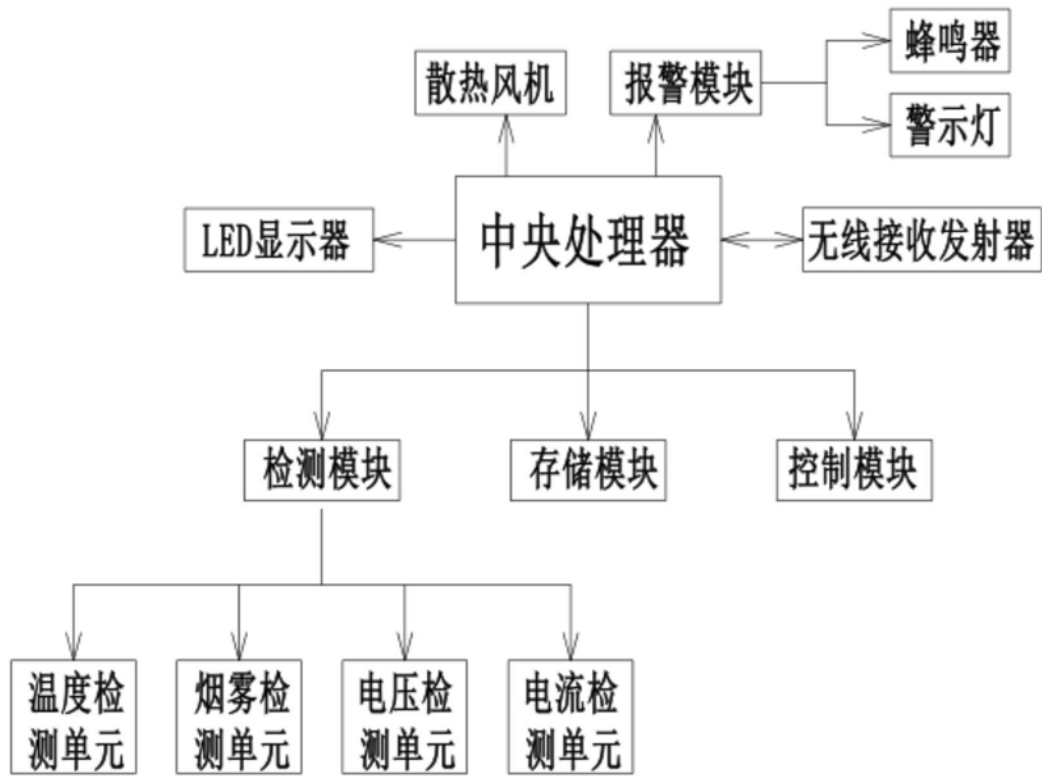 蜂鸣器
散热风机
报警模块
警示灯
LED显示器
中央处理器
无线接收发射器
检测模块
存储模块
控制模块
温度检
测单元
烟雾检
测单元
电压检
测单元
电流检
测单元